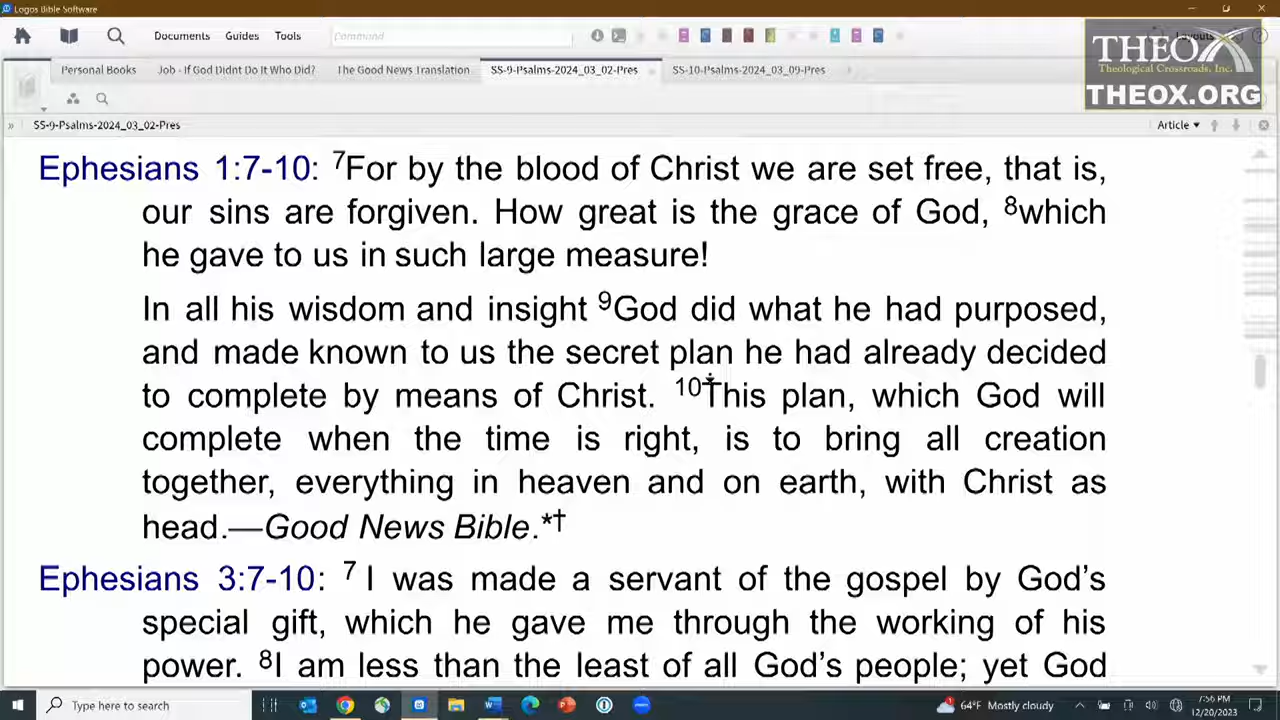 Logos Bible Software
Documents Guides Tools Command
THEOX
Theological Crossroads, Inc.
THEOX.ORG
Personal Books Job - If God Didnt Do It Who Did? The Good News Foundat SS-9-Psalms-2024_03_02-Pres SS-10-Psalms-2024_03_09-Pres
SS-9-Psalms-2024_03_02-Pres Article
Ephesians 1:7-10: 7For by the blood of Christ we are set free, that is,
our sins are forgiven. How great is the grace of God, 8which
he gave to us in such large measure!
In all his wisdom and insight 9God did what he had purposed,
and made known to us the secret plan he had already decided
to complete by means of Christ. 10This plan, which God will
complete when the time is right, is to bring all creation
together, everything in heaven and on earth, with Christ as
head.—Good News Bible.*†
Ephesians 3:7-10: 7 I was made a servant of the gospel by God’s
special gift, which he gave me through the working of his
power. 8I am less than the least of all God’s people; yet God
Type here to search 64°F Mostly cloudy 7:56 PM
12/20/2023